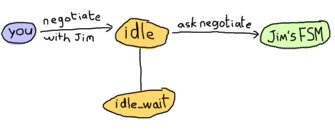 you
negotiate
with Jim
idle
ask negotiate
Jim's FSM
idle_wait